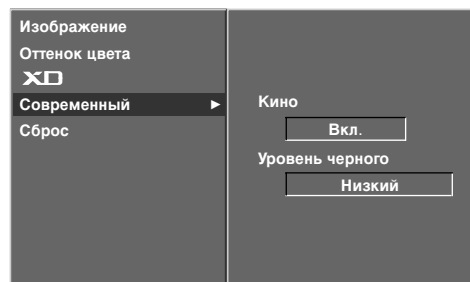 Изображение
Оттенок цвета
XD
Современный ►
Сброс
Кино
Вкл.
Уровень черного
Низкий